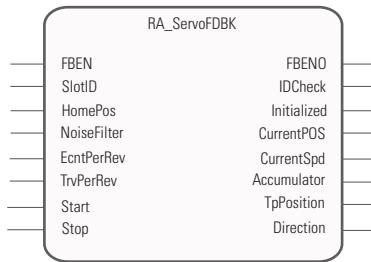 RA_ServoFDBK
FBEN FBENO
SlotID IDCheck
HomePos Initialized
NoiseFilter CurrentPOS
EcntPerRev CurrentSpd
TrvPerRev Accumulator
Start TpPosition
Stop Direction